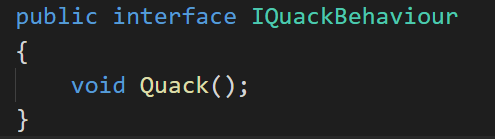 public interface IQuackBehaviour
{
    void Quack();
}